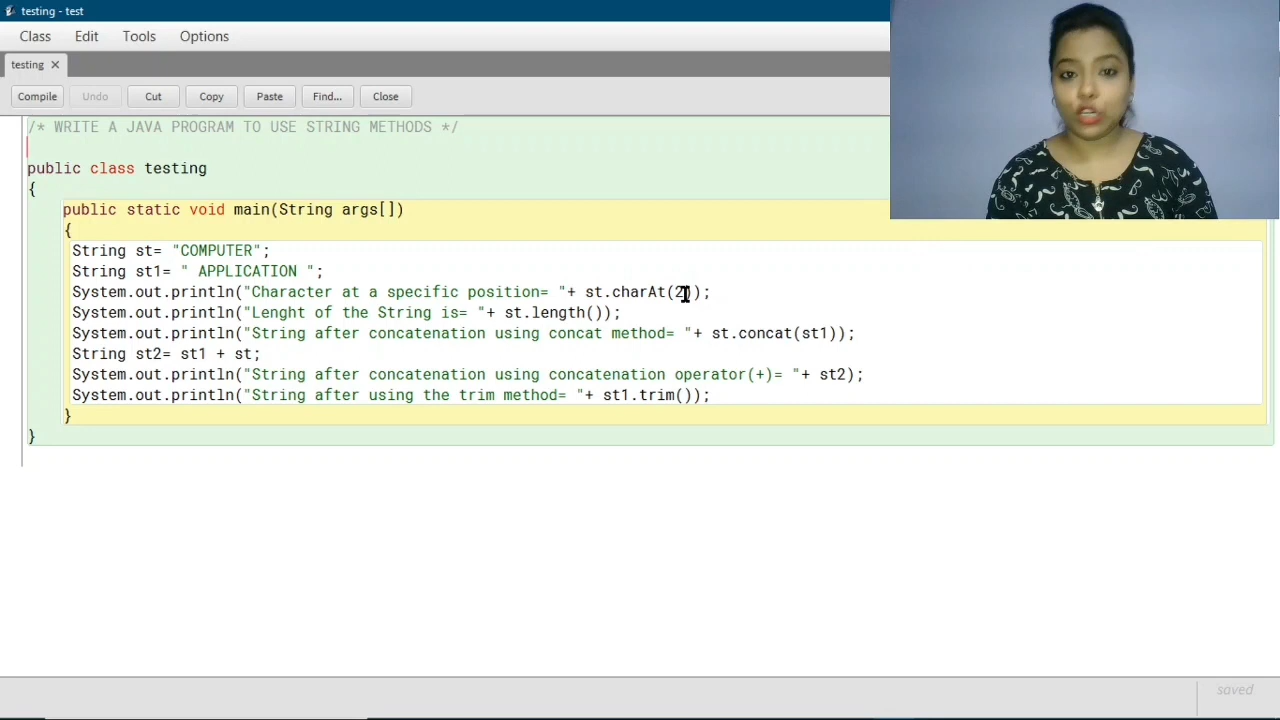 testing - test
Class Edit Tools Options
testing ×
Compile Undo Cut Copy Paste Find... Close
/* WRITE A JAVA PROGRAM TO USE STRING METHODS */
public class testing
{
public static void main(String args[])
{
String st= "COMPUTER";
String st1= " APPLICATION ";
System.out.println("Character at a specific position= "+ st.charAt(2));
System.out.println("Lenght of the String is= "+ st.length());
System.out.println("String after concatenation using concat method= "+ st.concat(st1));
String st2= st1 + st;
System.out.println("String after concatenation using concatenation operator(+)= "+ st2);
System.out.println("String after using the trim method= "+ st1.trim());
}
}
saved